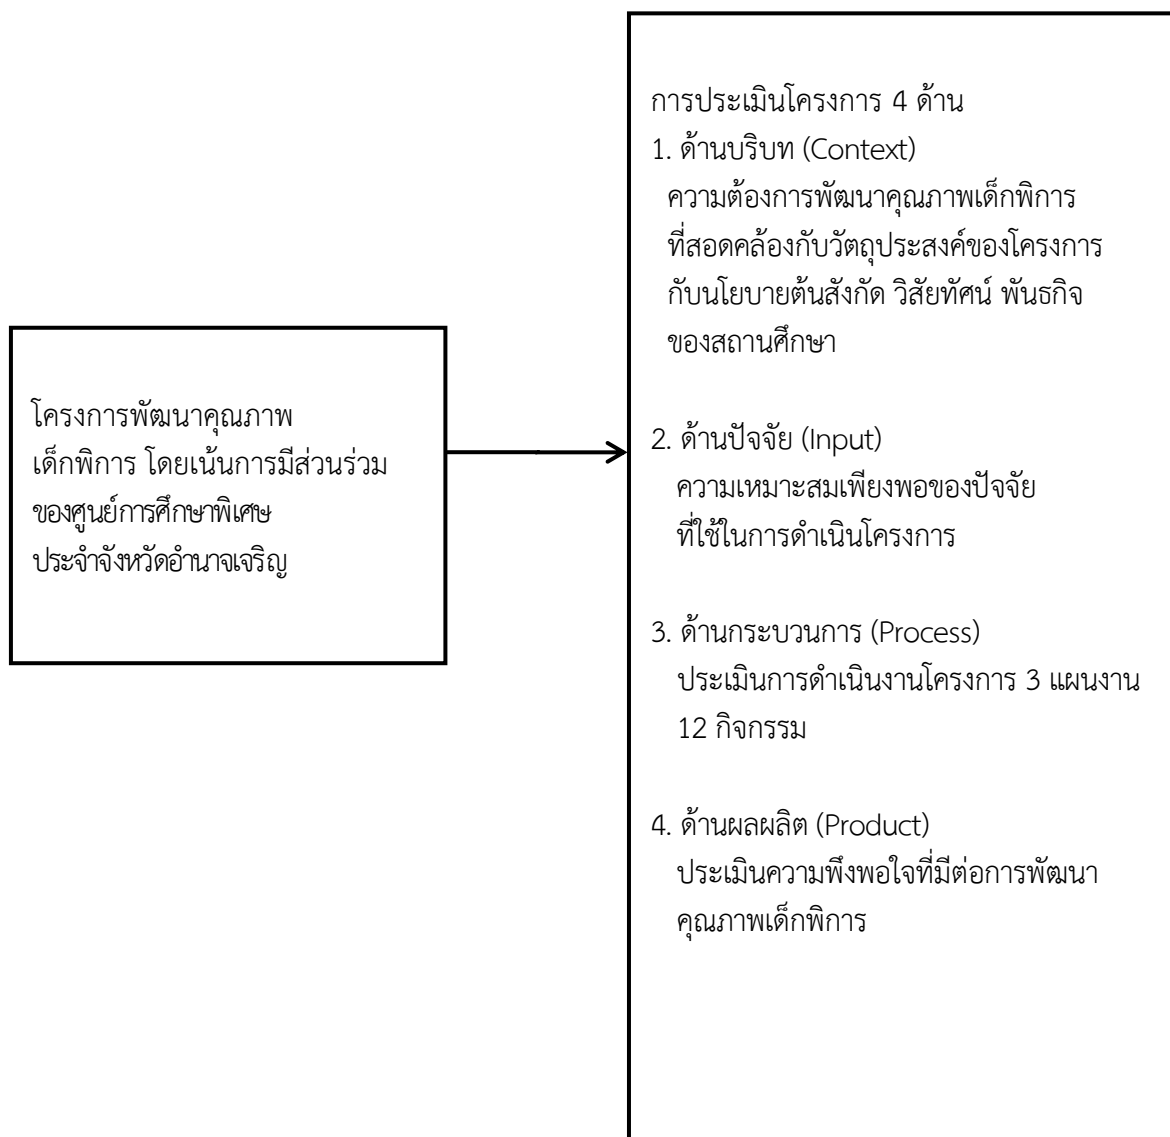 โครงการพัฒนาคุณภาพ
เด็กพิการ โดยเน้นการมีส่วนร่วม
ของศูนย์การศึกษาพิเศษ
ประจำจังหวัดอำนาจเจริญ
การประเมินโครงการ 4 ด้าน
1. ด้านบริบท (Context)
ความต้องการพัฒนาคุณภาพเด็กพิการ
ที่สอดคล้องกับวัตถุประสงค์ของโครงการ
กับนโยบายต้นสังกัด วิสัยทัศน์ พันธกิจ
ของสถานศึกษา
2. ด้านปัจจัย (Input)
ความเหมาะสมเพียงพอของปัจจัย
ที่ใช้ในการดำเนินโครงการ
3. ด้านกระบวนการ (Process)
ประเมินการดำเนินงานโครงการ 3 แผนงาน
12 กิจกรรม
4. ด้านผลผลิต (Product)
ประเมินความพึงพอใจที่มีต่อการพัฒนา
คุณภาพเด็กพิการ